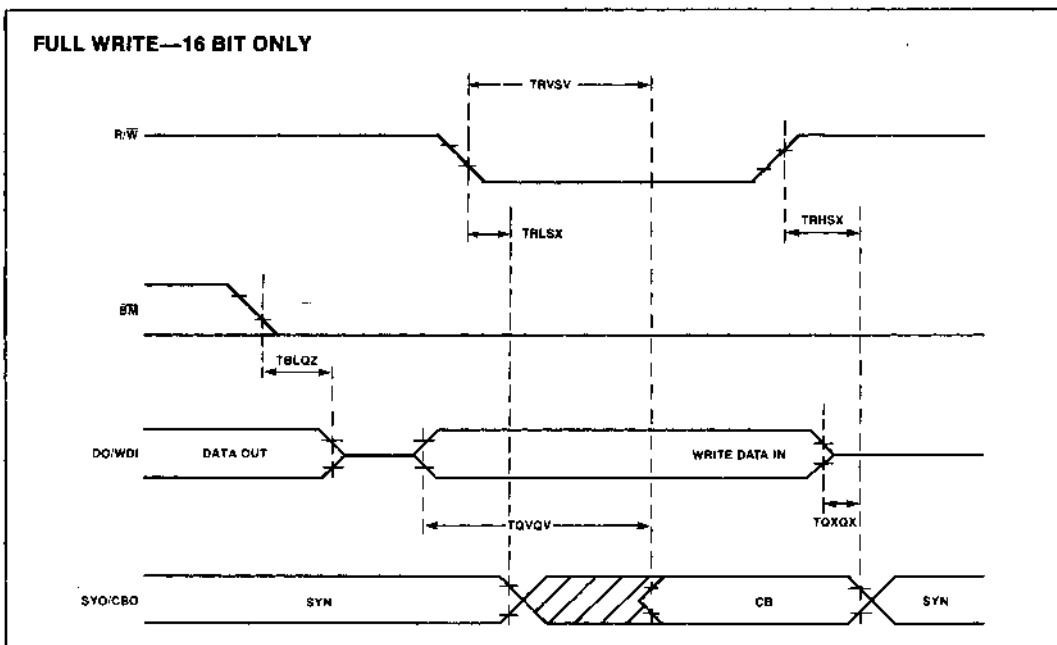 FULL WRITE—16 BIT ONLY
TRVSV
R/W̅
TRLSX
TRHSX
B̅M̅
TBLQZ
DO/WDI
DATA OUT
WRITE DATA IN
TQVQV
TQXQX
SYO/CBO
SYN
CB
SYN